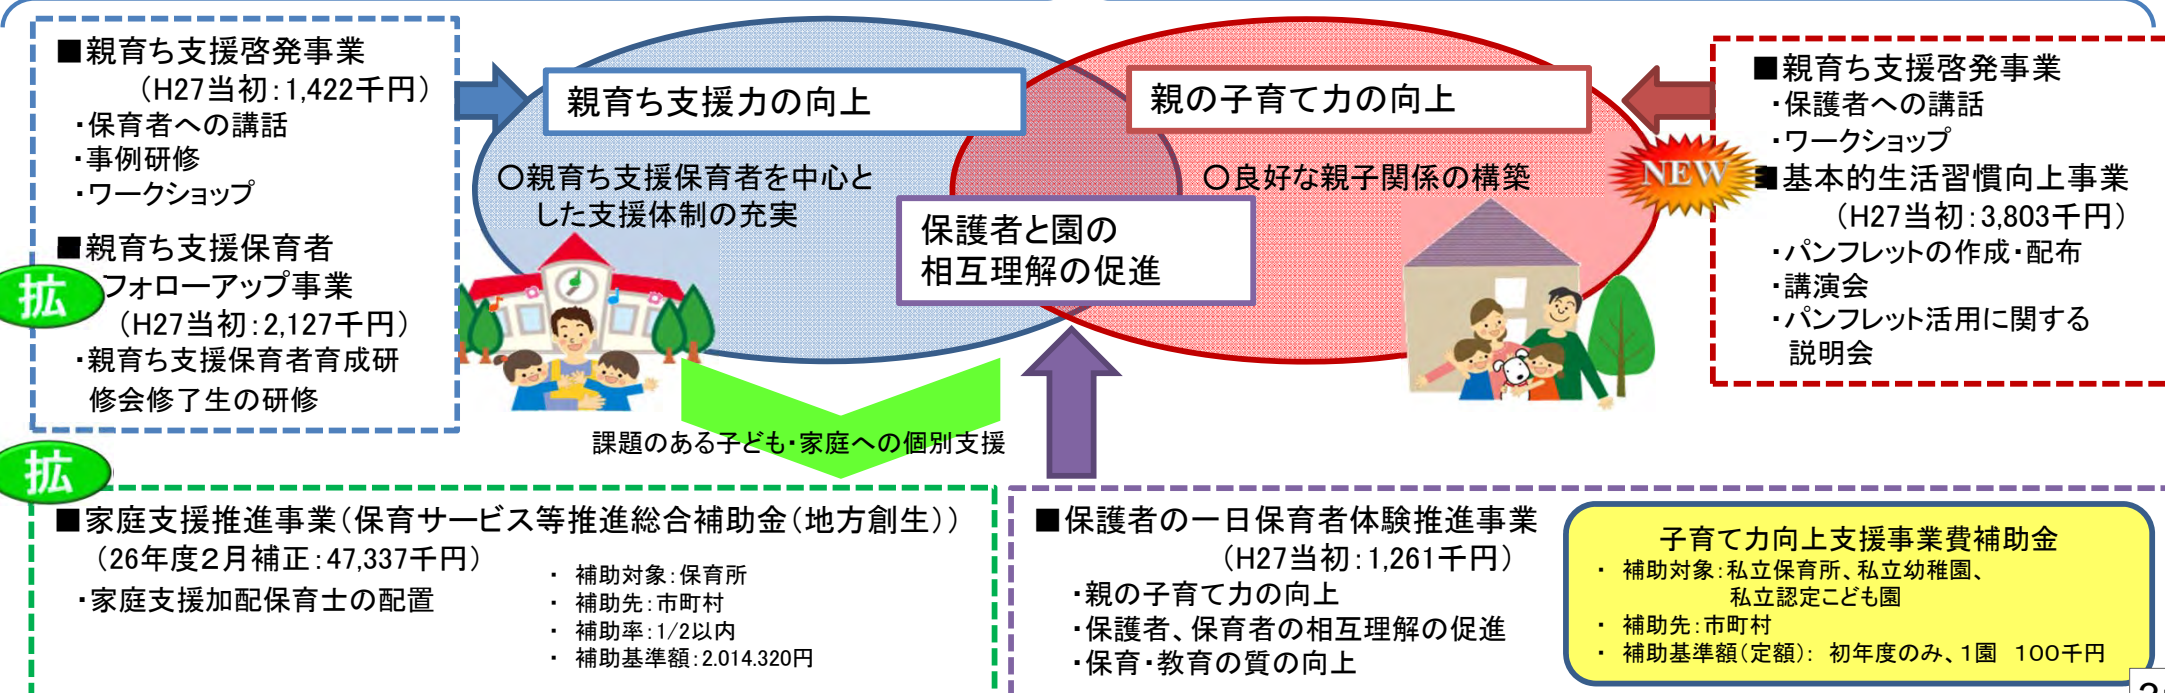 ■親育ち支援啓発事業
(H27当初:1,422千円)
・保育者への講話
・事例研修
・ワークショップ
■親育ち支援保育者
フォローアップ事業
(H27当初:2,127千円)
・親育ち支援保育者育成研
修会修了生の研修
拡
親育ち支援力の向上
○親育ち支援保育者を中心と
した支援体制の充実
親の子育て力の向上
○良好な親子関係の構築
保護者と園の
相互理解の促進
■親育ち支援啓発事業
・保護者への講話
・ワークショップ
NEW
■基本的生活習慣向上事業
(H27当初:3,803千円)
・パンフレットの作成・配布
・講演会
・パンフレット活用に関する
説明会
課題のある子ども・家庭への個別支援
拡
■家庭支援推進事業(保育サービス等推進総合補助金(地方創生))
(26年度2月補正:47,337千円)
・家庭支援加配保育士の配置
・ 補助対象:保育所
・ 補助先:市町村
・ 補助率:1/2以内
・ 補助基準額:2.014.320円
■保護者の一日保育者体験推進事業
(H27当初:1,261千円)
・親の子育て力の向上
・保護者、保育者の相互理解の促進
・保育・教育の質の向上
子育て力向上支援事業費補助金
・ 補助対象:私立保育所、私立幼稚園、
私立認定こども園
・ 補助先:市町村
・ 補助基準額(定額): 初年度のみ、1園 100千円